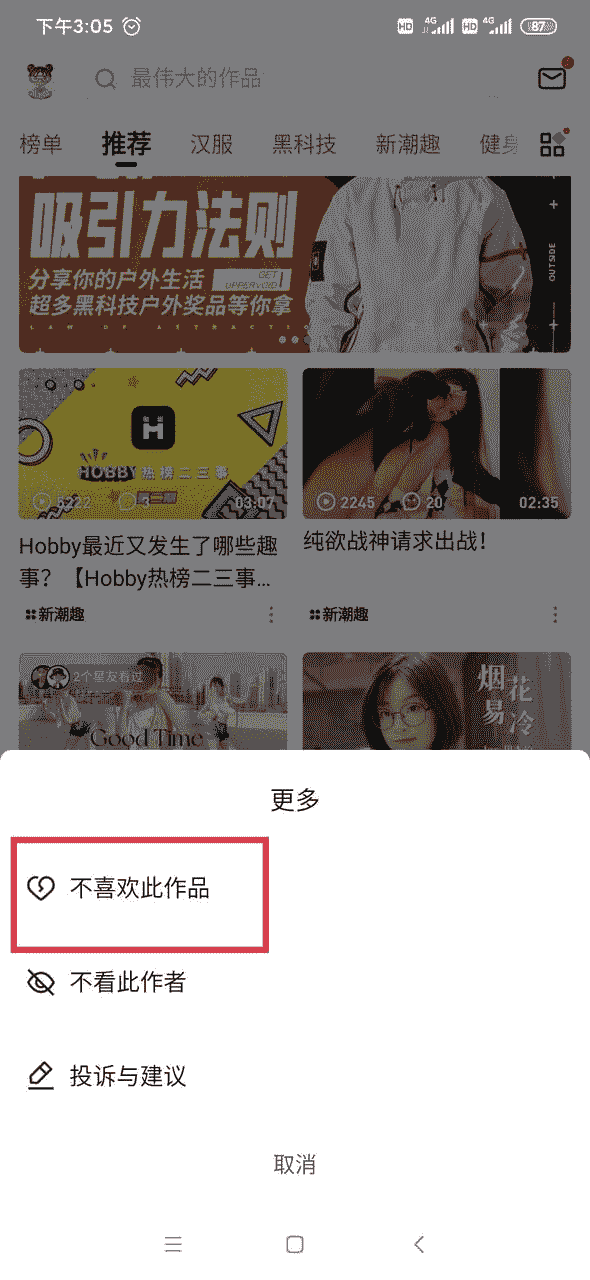 下午3:05
HD
4G
HD
4G
87
最伟大的作品
榜单
推荐
汉服
黑科技
新潮趣
健身
吸引力法则
分享你的户外生活
GET
超多黑科技户外奖品等你拿
LAW OF ATTRACTIO
OUTSIDE
H
HOBBY热榜二三事
5222
3
03:07
2245
20
02:35
Hobby最近又发生了哪些趣
事？【Hobby热榜二三事...
纯欲战神请求出战！
新潮趣
新潮趣
2个星友看过
Good Time
烟花
易冷
更多
不喜欢此作品
不看此作者
投诉与建议
取消